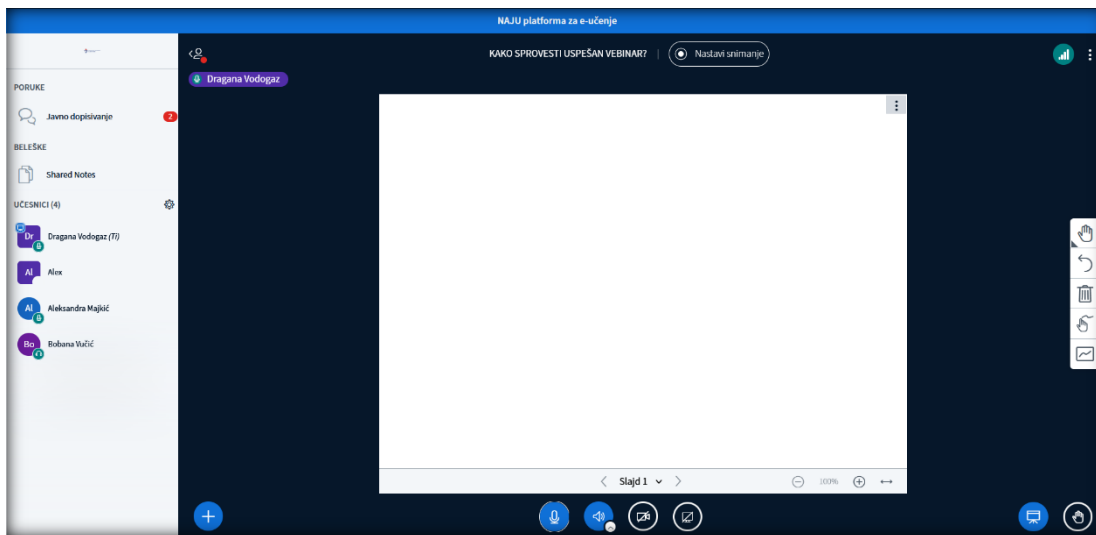 NAJU platforma za e-učenje
KAKO SPROVESTI USPEŠAN VEBINAR?
Nastavi snimanje
Dragana Vodogaz
PORUKE
Javno dopisivanje
2
BELEŠKE
Shared Notes
UČESNICI (4)
Dr
Dragana Vodogaz (Ti)
Al
Alex
Al
Aleksandra Majkić
Bo
Bobana Vučić
Slajd 1
100%